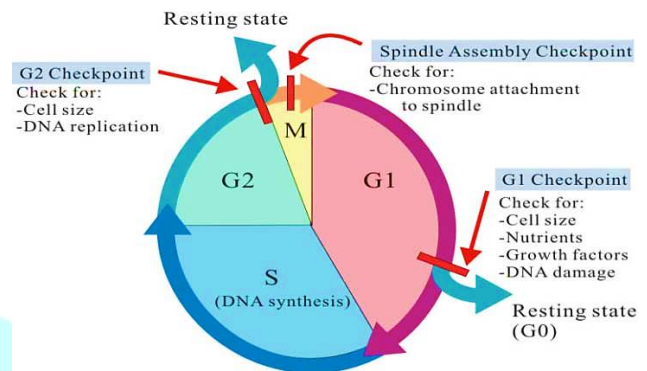 Resting state
Spindle Assembly Checkpoint
Check for:
-Chromosome attachment
to spindle
G2 Checkpoint
Check for:
-Cell size
-DNA replication
M
G2
G1
G1 Checkpoint
Check for:
-Cell size
-Nutrients
-Growth factors
-DNA damage
S
(DNA synthesis)
Resting state
(G0)